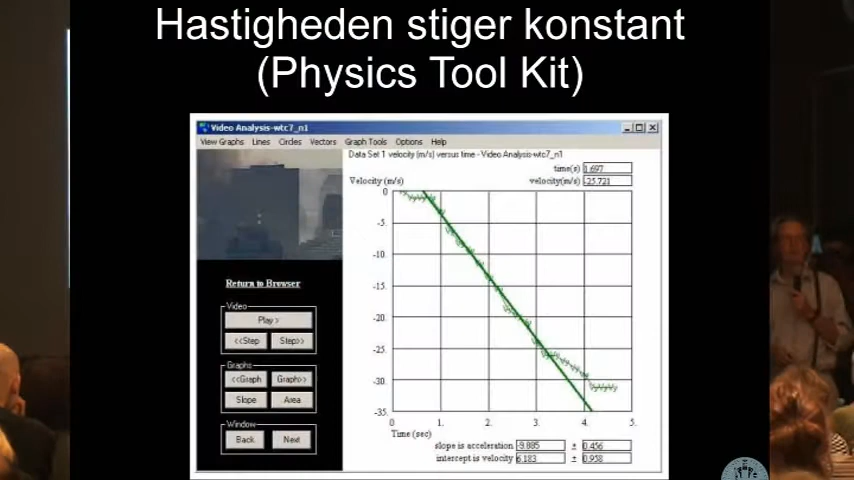 Hastigheden stiger konstant
(Physics Tool Kit)
Video Analysis-wtc7_n1
View Graphs Lines Circles Vectors Graph Tools Options Help
Data Set 1 velocity (m/s) versus time - Video Analysis-wtc7_n1
time(s) 1.697
Velocity (m/s) velocity(m/s) -25.721
0
-5.
-10.
-15.
-20.
-25.
-30.
-35.
0 1. 2. 3. 4. 5.
Time (sec)
slope is acceleration -9.885 ± 0.456
intercept is velocity 6.183 ± 0.958
Return to Browser
Video
Play>
<<Step Step>>
Graphs
<<Graph Graph>>
Slope Area
Window
Back Next